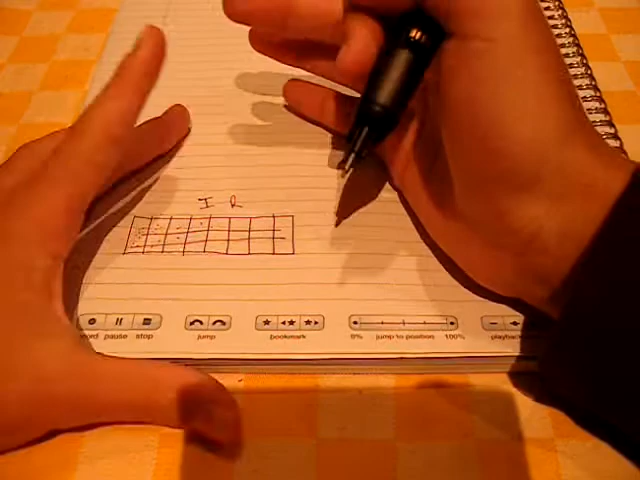 I R
pause stop
jump
bookmark
0% jump to position 100%